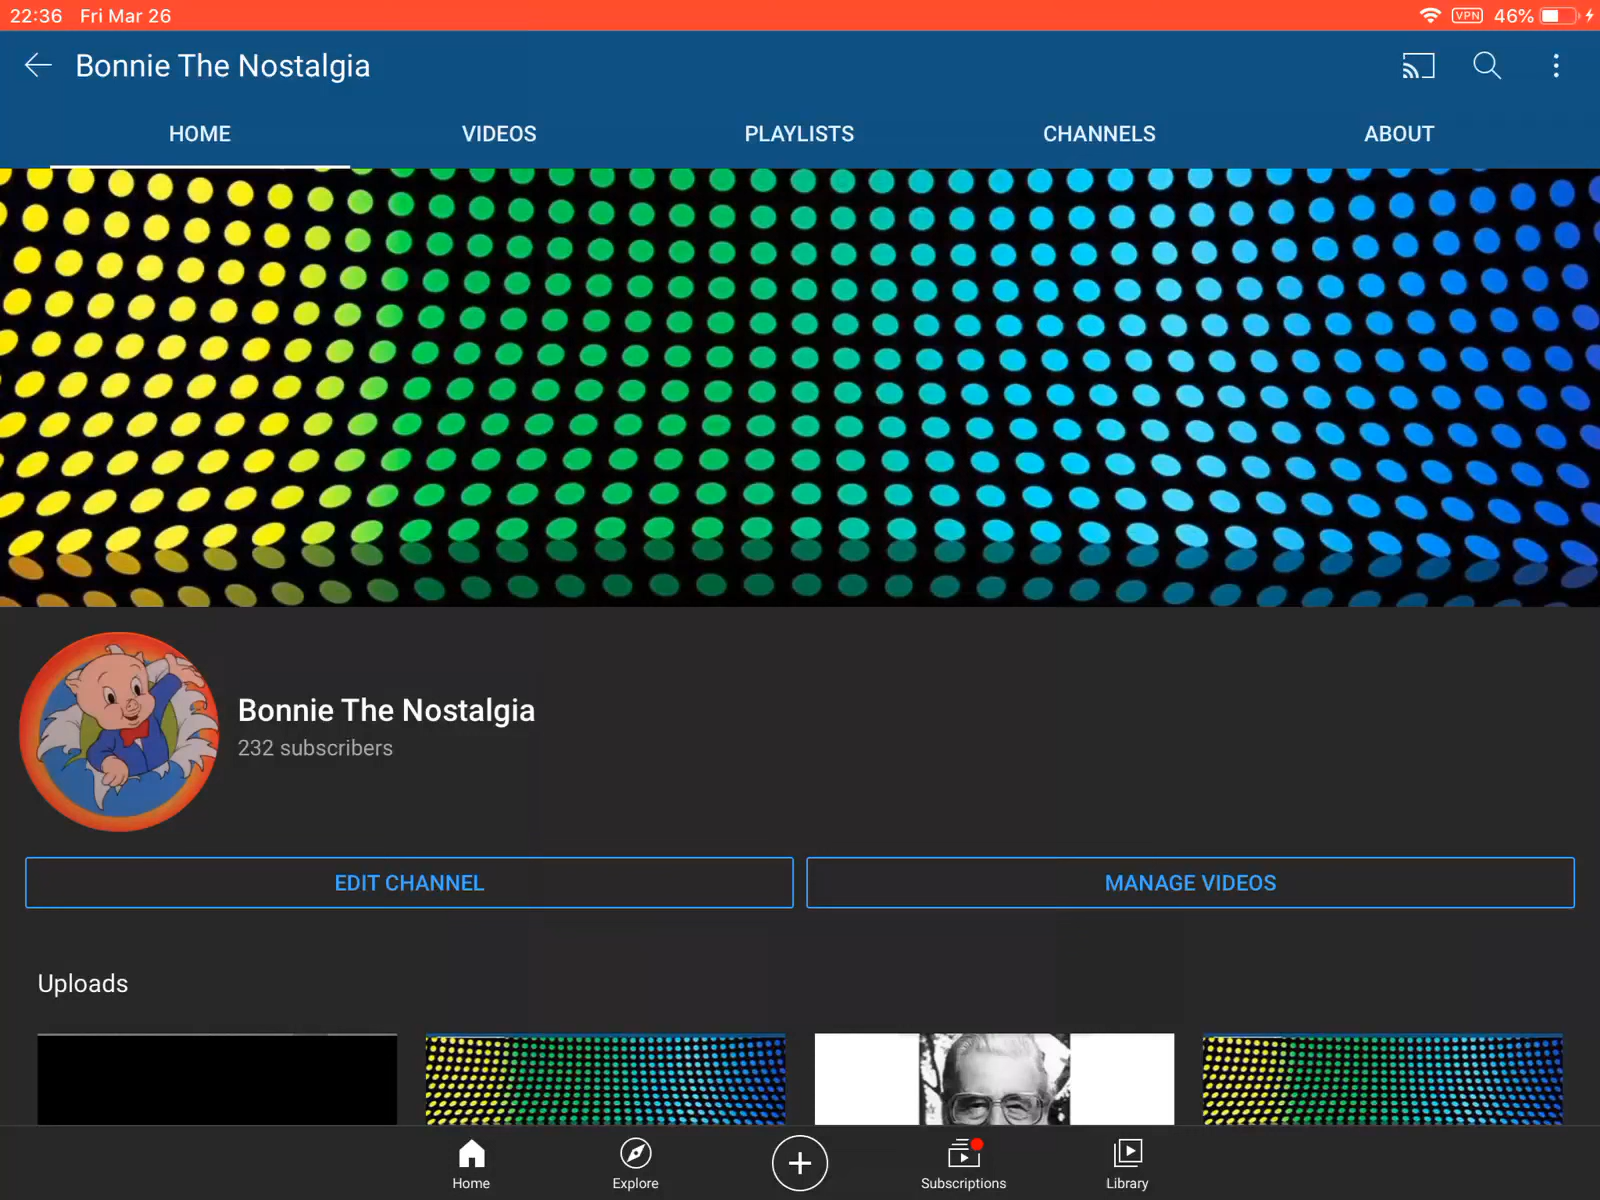 22:36 Fri Mar 26
VPN 46%
Bonnie The Nostalgia
HOME VIDEOS PLAYLISTS CHANNELS ABOUT
Bonnie The Nostalgia
232 subscribers
EDIT CHANNEL MANAGE VIDEOS
Uploads
Home Explore Subscriptions Library